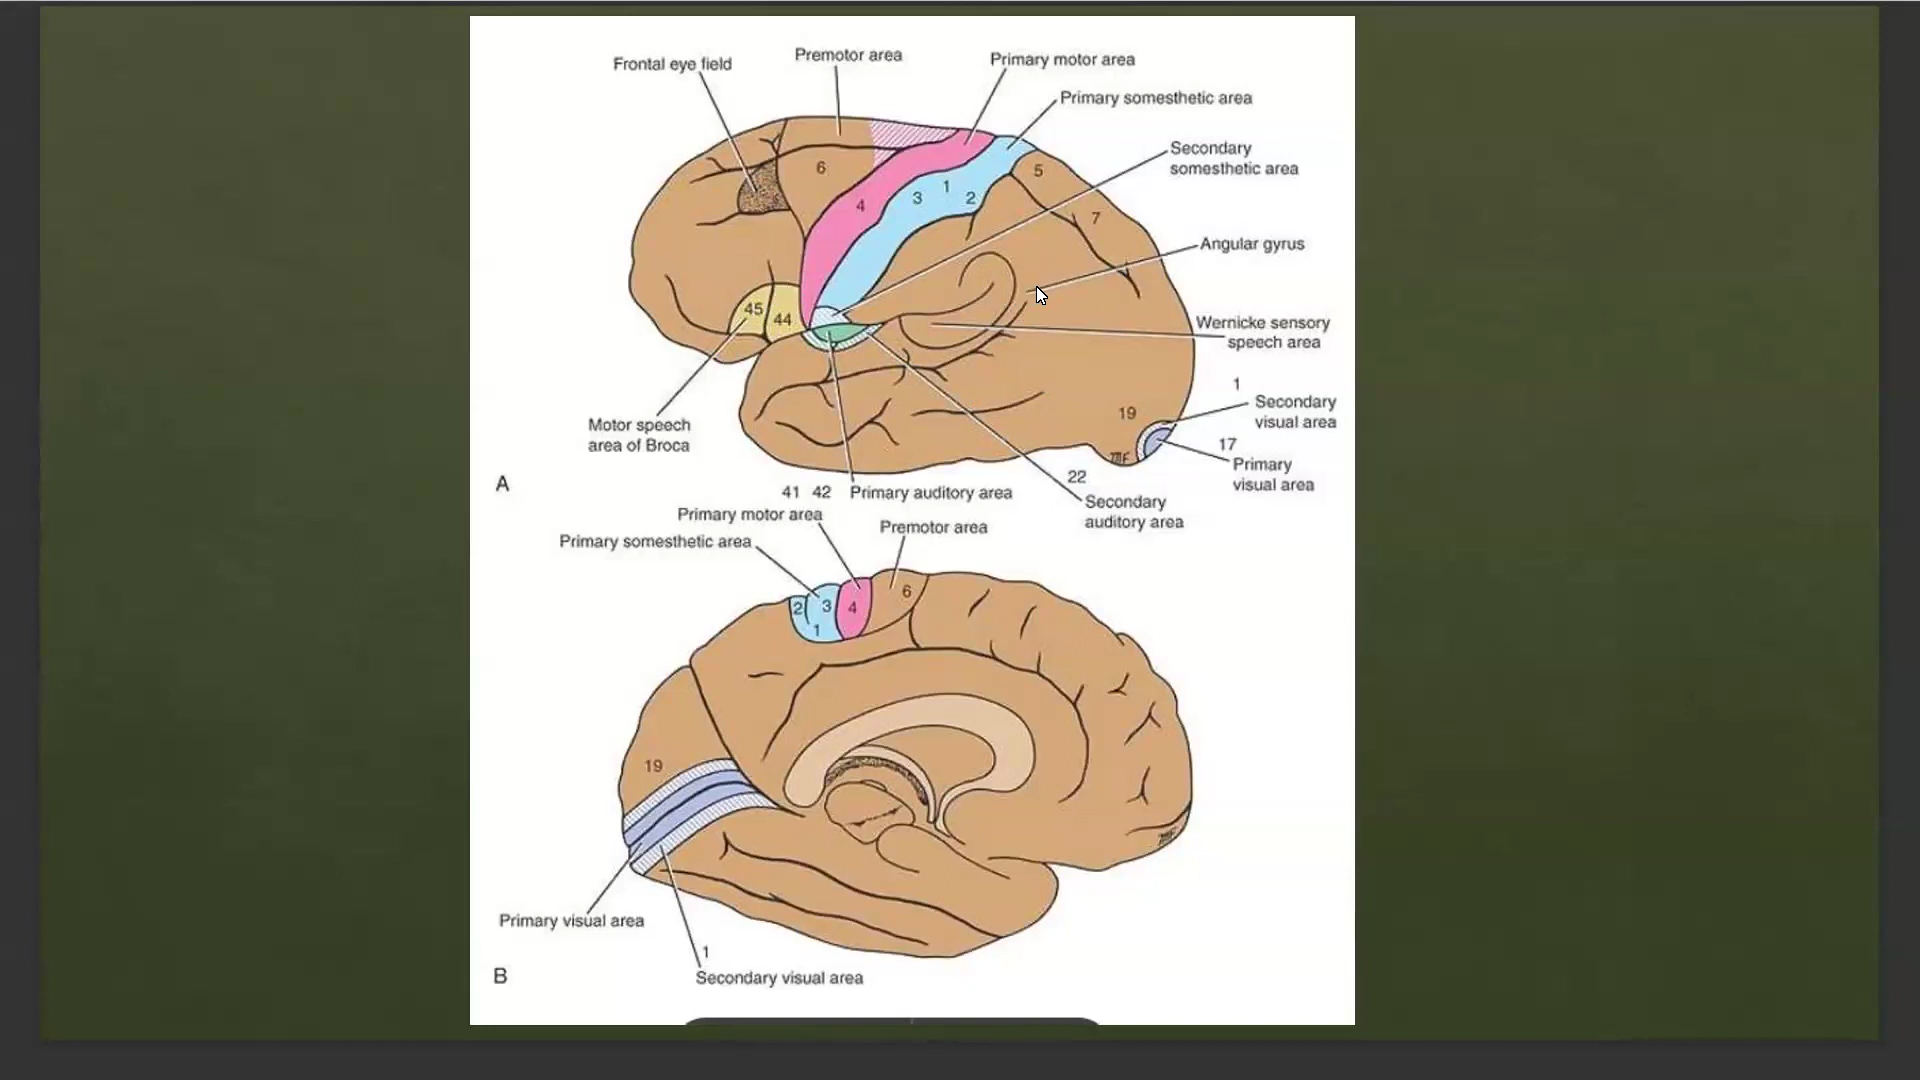 Frontal eye field
Premotor area
Primary motor area
Primary somesthetic area
Secondary
somesthetic area
6
5
4
3
1
2
7
Angular gyrus
45
44
Wernicke sensory
speech area
1
Secondary
visual area
19
17
Primary
visual area
Motor speech
area of Broca
A
22
Secondary
auditory area
41 42 Primary auditory area
Primary motor area
Premotor area
Primary somesthetic area
2
3
4
6
1
19
Primary visual area
1
Secondary visual area
B